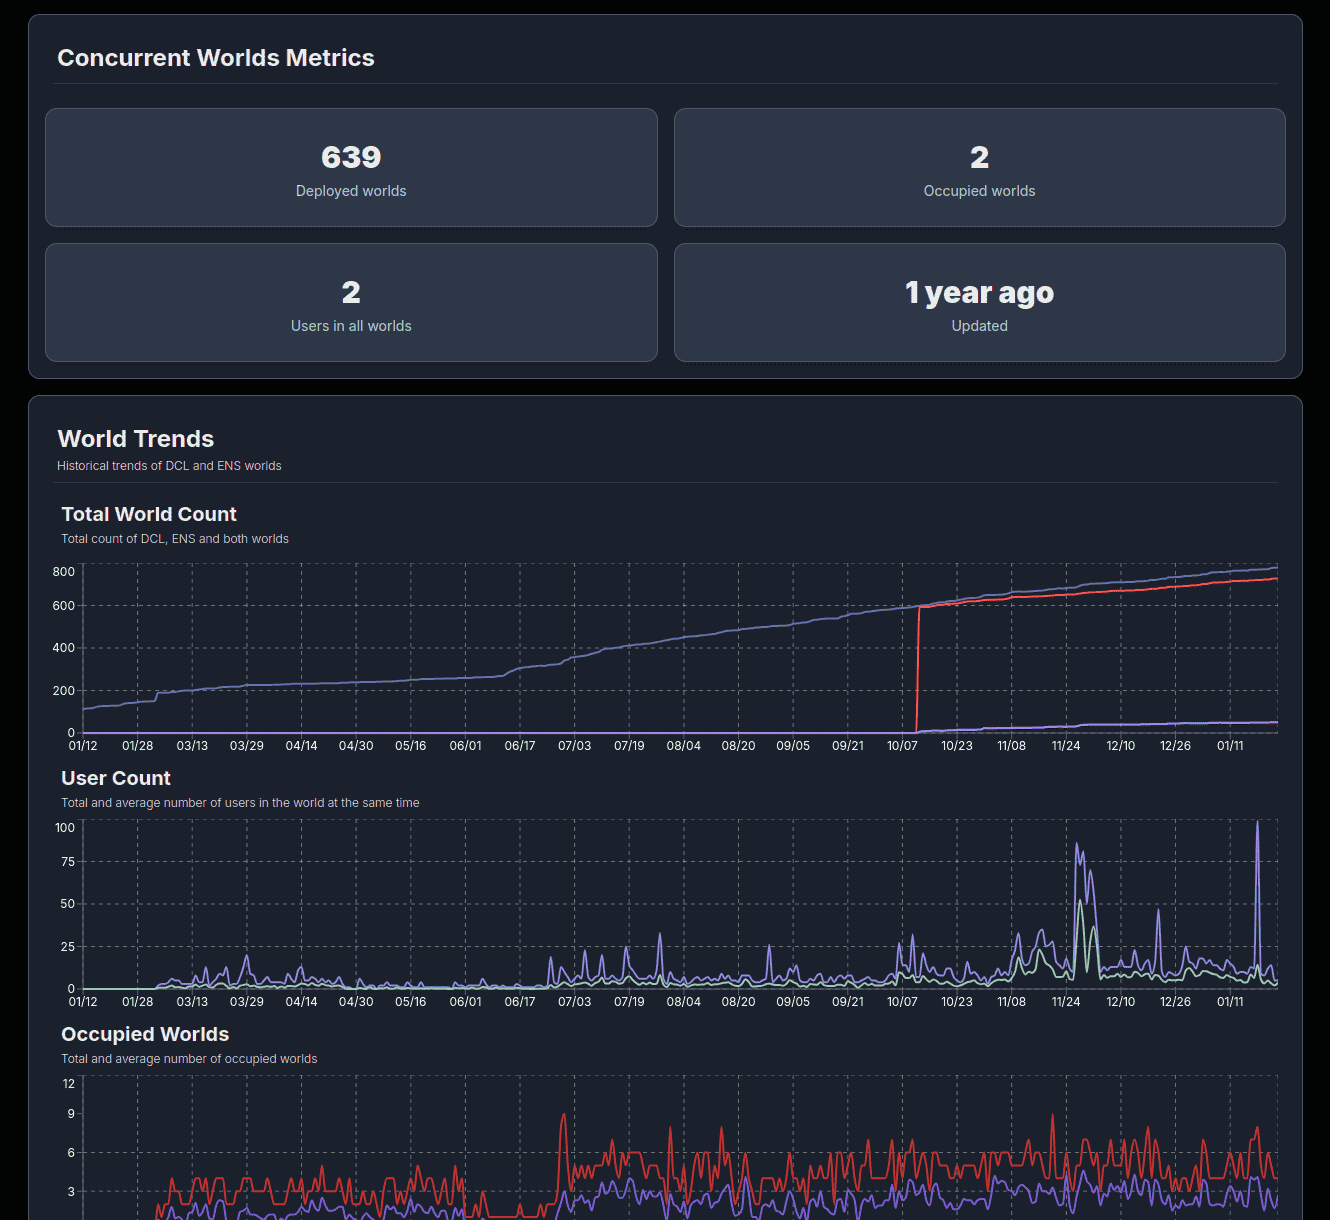 Concurrent Worlds Metrics
639
Deployed worlds
2
Occupied worlds
2
Users in all worlds
1 year ago
Updated
World Trends
Historical trends of DCL and ENS worlds
Total World Count
Total count of DCL, ENS and both worlds
800
600
400
200
0
01/12 01/28 03/13 03/29 04/14 04/30 05/16 06/01 06/17 07/03 07/19 08/04 08/20 09/05 09/21 10/07 10/23 11/08 11/24 12/10 12/26 01/11
User Count
Total and average number of users in the world at the same time
100
75
50
25
0
01/12 01/28 03/13 03/29 04/14 04/30 05/16 06/01 06/17 07/03 07/19 08/04 08/20 09/05 09/21 10/07 10/23 11/08 11/24 12/10 12/26 01/11
Occupied Worlds
Total and average number of occupied worlds
12
9
6
3